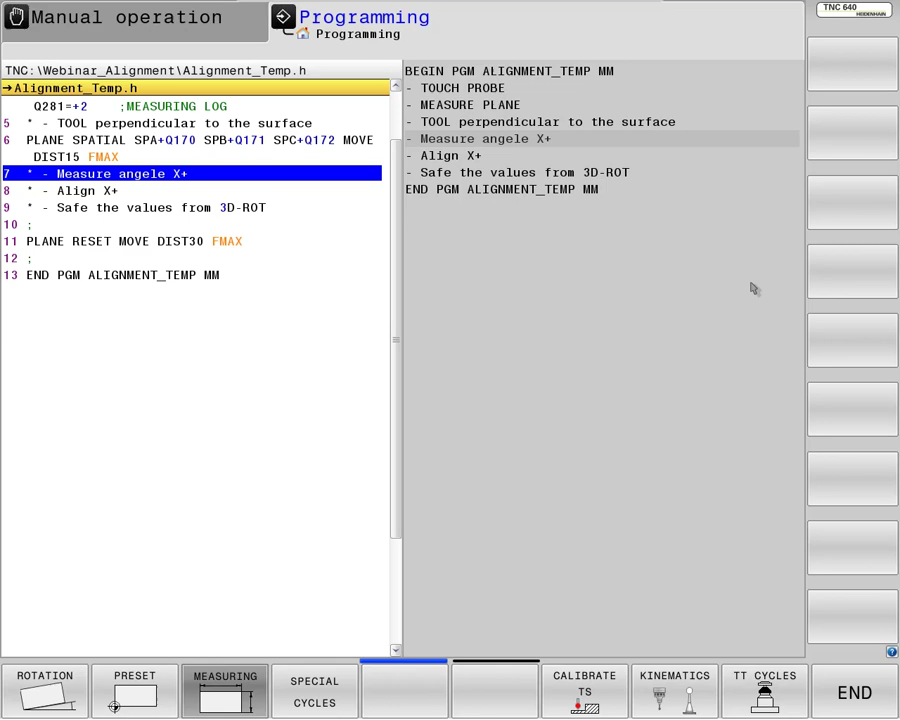 Manual operation
Programming
Programming
TNC 640
HEIDENHAIN
TNC:\Webinar_Alignment\Alignment_Temp.h
→Alignment_Temp.h
Q281=+2 ;MEASURING LOG
5 * - TOOL perpendicular to the surface
6 PLANE SPATIAL SPA+Q170 SPB+Q171 SPC+Q172 MOVE
DIST15 FMAX
7 * - Measure angele X+
8 * - Align X+
9 * - Safe the values from 3D-ROT
10 ;
11 PLANE RESET MOVE DIST30 FMAX
12 ;
13 END PGM ALIGNMENT_TEMP MM
BEGIN PGM ALIGNMENT_TEMP MM
- TOUCH PROBE
- MEASURE PLANE
- TOOL perpendicular to the surface
- Measure angele X+
- Align X+
- Safe the values from 3D-ROT
END PGM ALIGNMENT_TEMP MM
?
ROTATION
PRESET
MEASURING
SPECIAL
CYCLES
CALIBRATE
TS
KINEMATICS
TT CYCLES
END